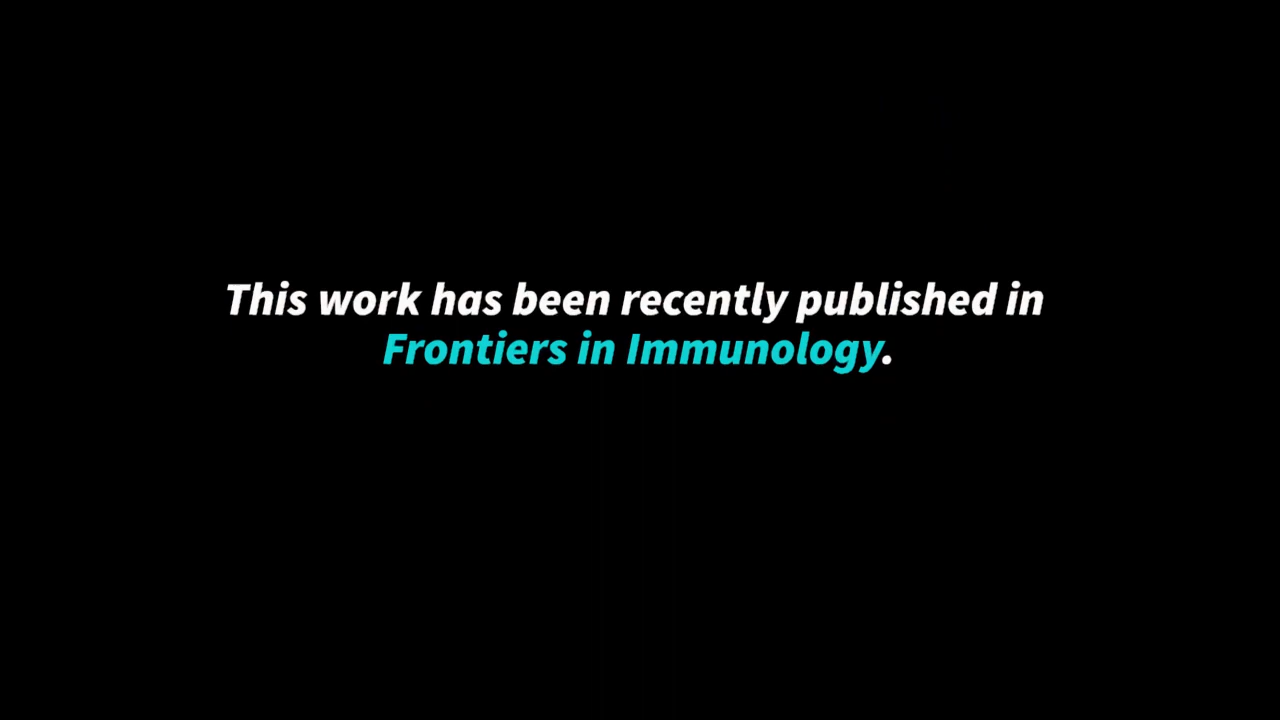 This work has been recently published in
Frontiers in Immunology.